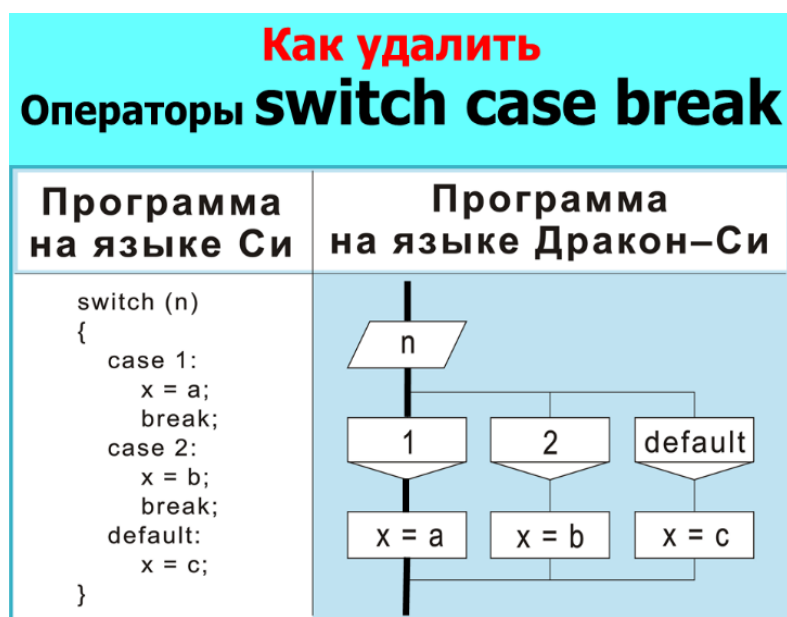 Как удалить
Операторы switch case break
Программа
на языке Си
Программа
на языке Дракон–Си
switch (n)
{
case 1:
x = a;
break;
case 2:
x = b;
break;
default:
x = c;
}
n
1 2 default
x = a x = b x = c